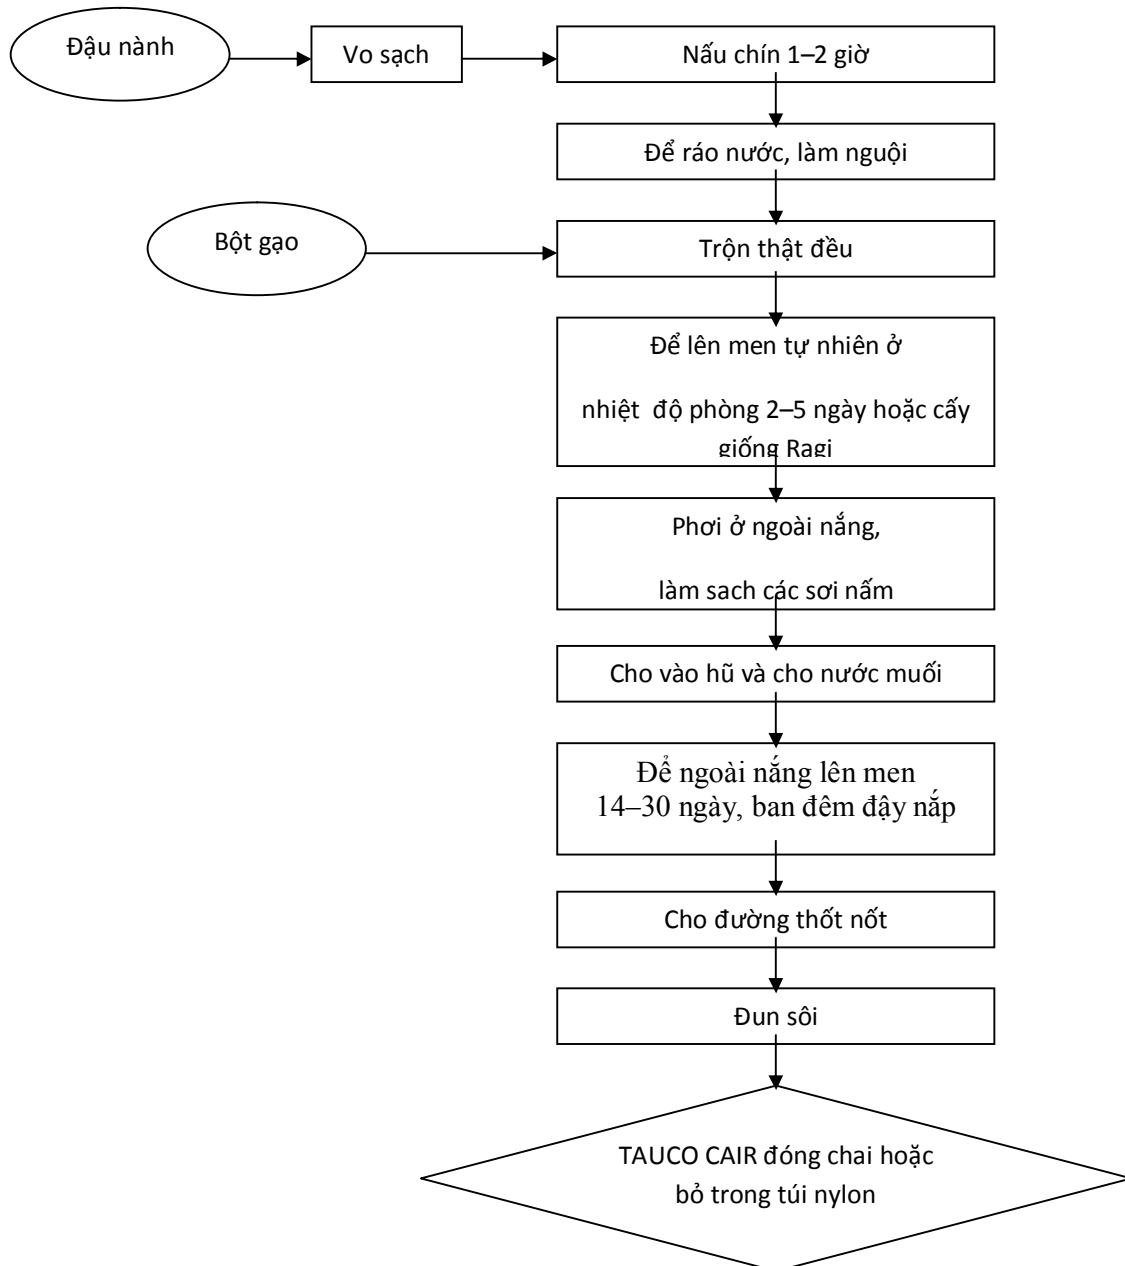 Đậu nành
Vo sạch
Nấu chín 1–2 giờ
Để ráo nước, làm nguội
Bột gạo
Trộn thật đều
Để lên men tự nhiên ở
nhiệt độ phòng 2–5 ngày hoặc cấy
giống Ragi
Phơi ở ngoài nắng,
làm sạch các sợi nấm
Cho vào hũ và cho nước muối
Để ngoài nắng lên men
14–30 ngày, ban đêm đậy nắp
Cho đường thốt nốt
Đun sôi
TAUCO CAIR đóng chai hoặc
bỏ trong túi nylon